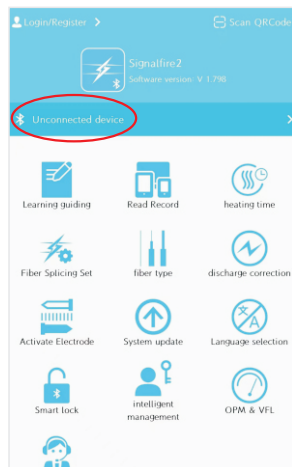 Login/Register >
Scan QRCode
Signalfire2
Software version: V 1.798
Unconnected device >
Learning guiding
Read Record
heating time
Fiber Splicing Set
fiber type
discharge correction
Activate Electrode
System update
Language selection
Smart lock
intelligent
management
OPM & VFL